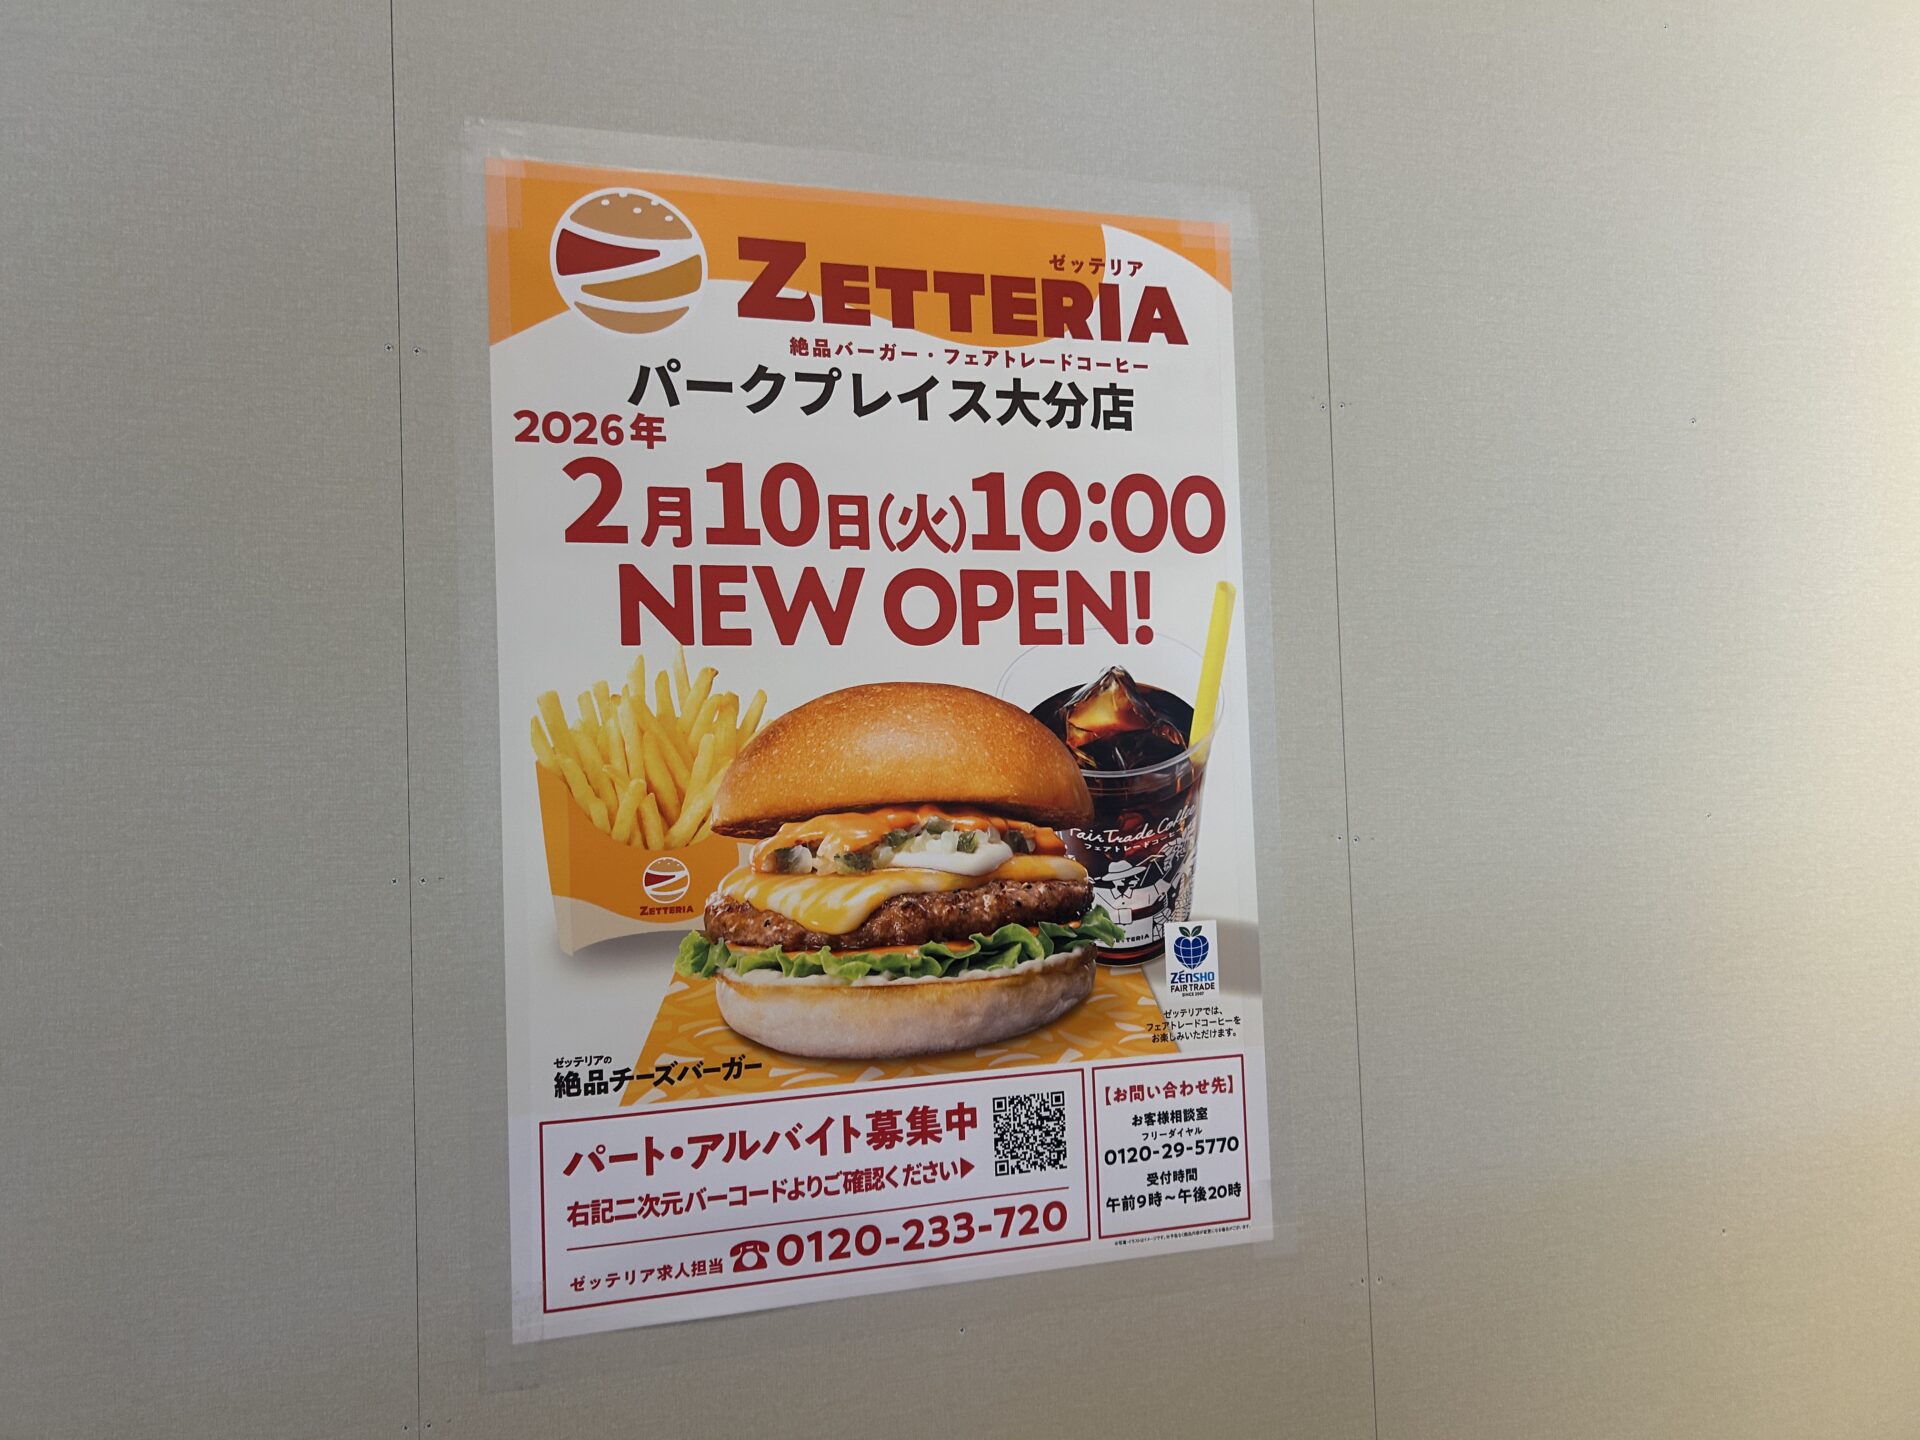 ゼッテリア
ZETTERIA
絶品バーガー・フェアトレードコーヒー
パークプレイス大分店
2026年
2月10日(火)10:00
NEW OPEN!
Fair Trade Coffee
フェアトレードコーヒー
ZETTERIA
ZETTERIA
ZENSHO
FAIR TRADE
SINCE 2007
ゼッテリアでは、
フェアトレードコーヒーを
お楽しみいただけます。
ゼッテリアの
絶品チーズバーガー
パート・アルバイト募集中
右記二次元バーコードよりご確認ください▶
ゼッテリア求人担当 ☎0120-233-720
【お問い合わせ先】
お客様相談室
フリーダイヤル
0120-29-5770
受付時間
午前9時～午後20時